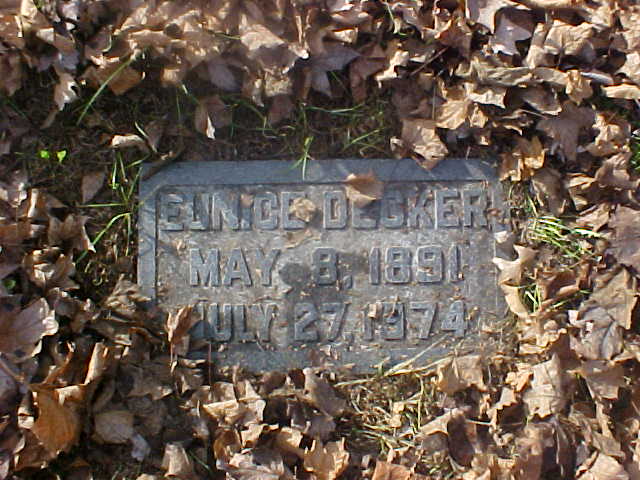 EUNICE DECKER
MAY 8, 1891
JULY 27, 1974